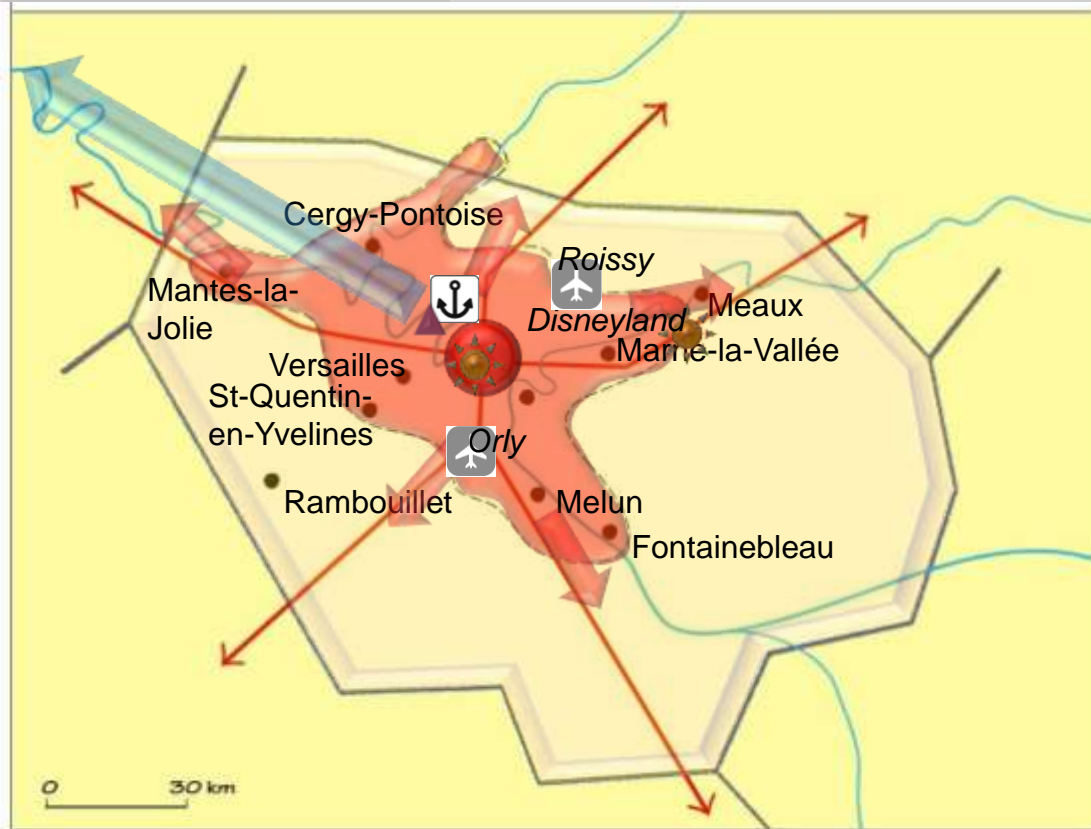 Cergy-Pontoise
Roissy
Mantes-la-
Jolie
Disneyland
Meaux
Marne-la-Vallée
Versailles
St-Quentin-
en-Yvelines
Orly
Rambouillet
Melun
Fontainebleau
0 30 km